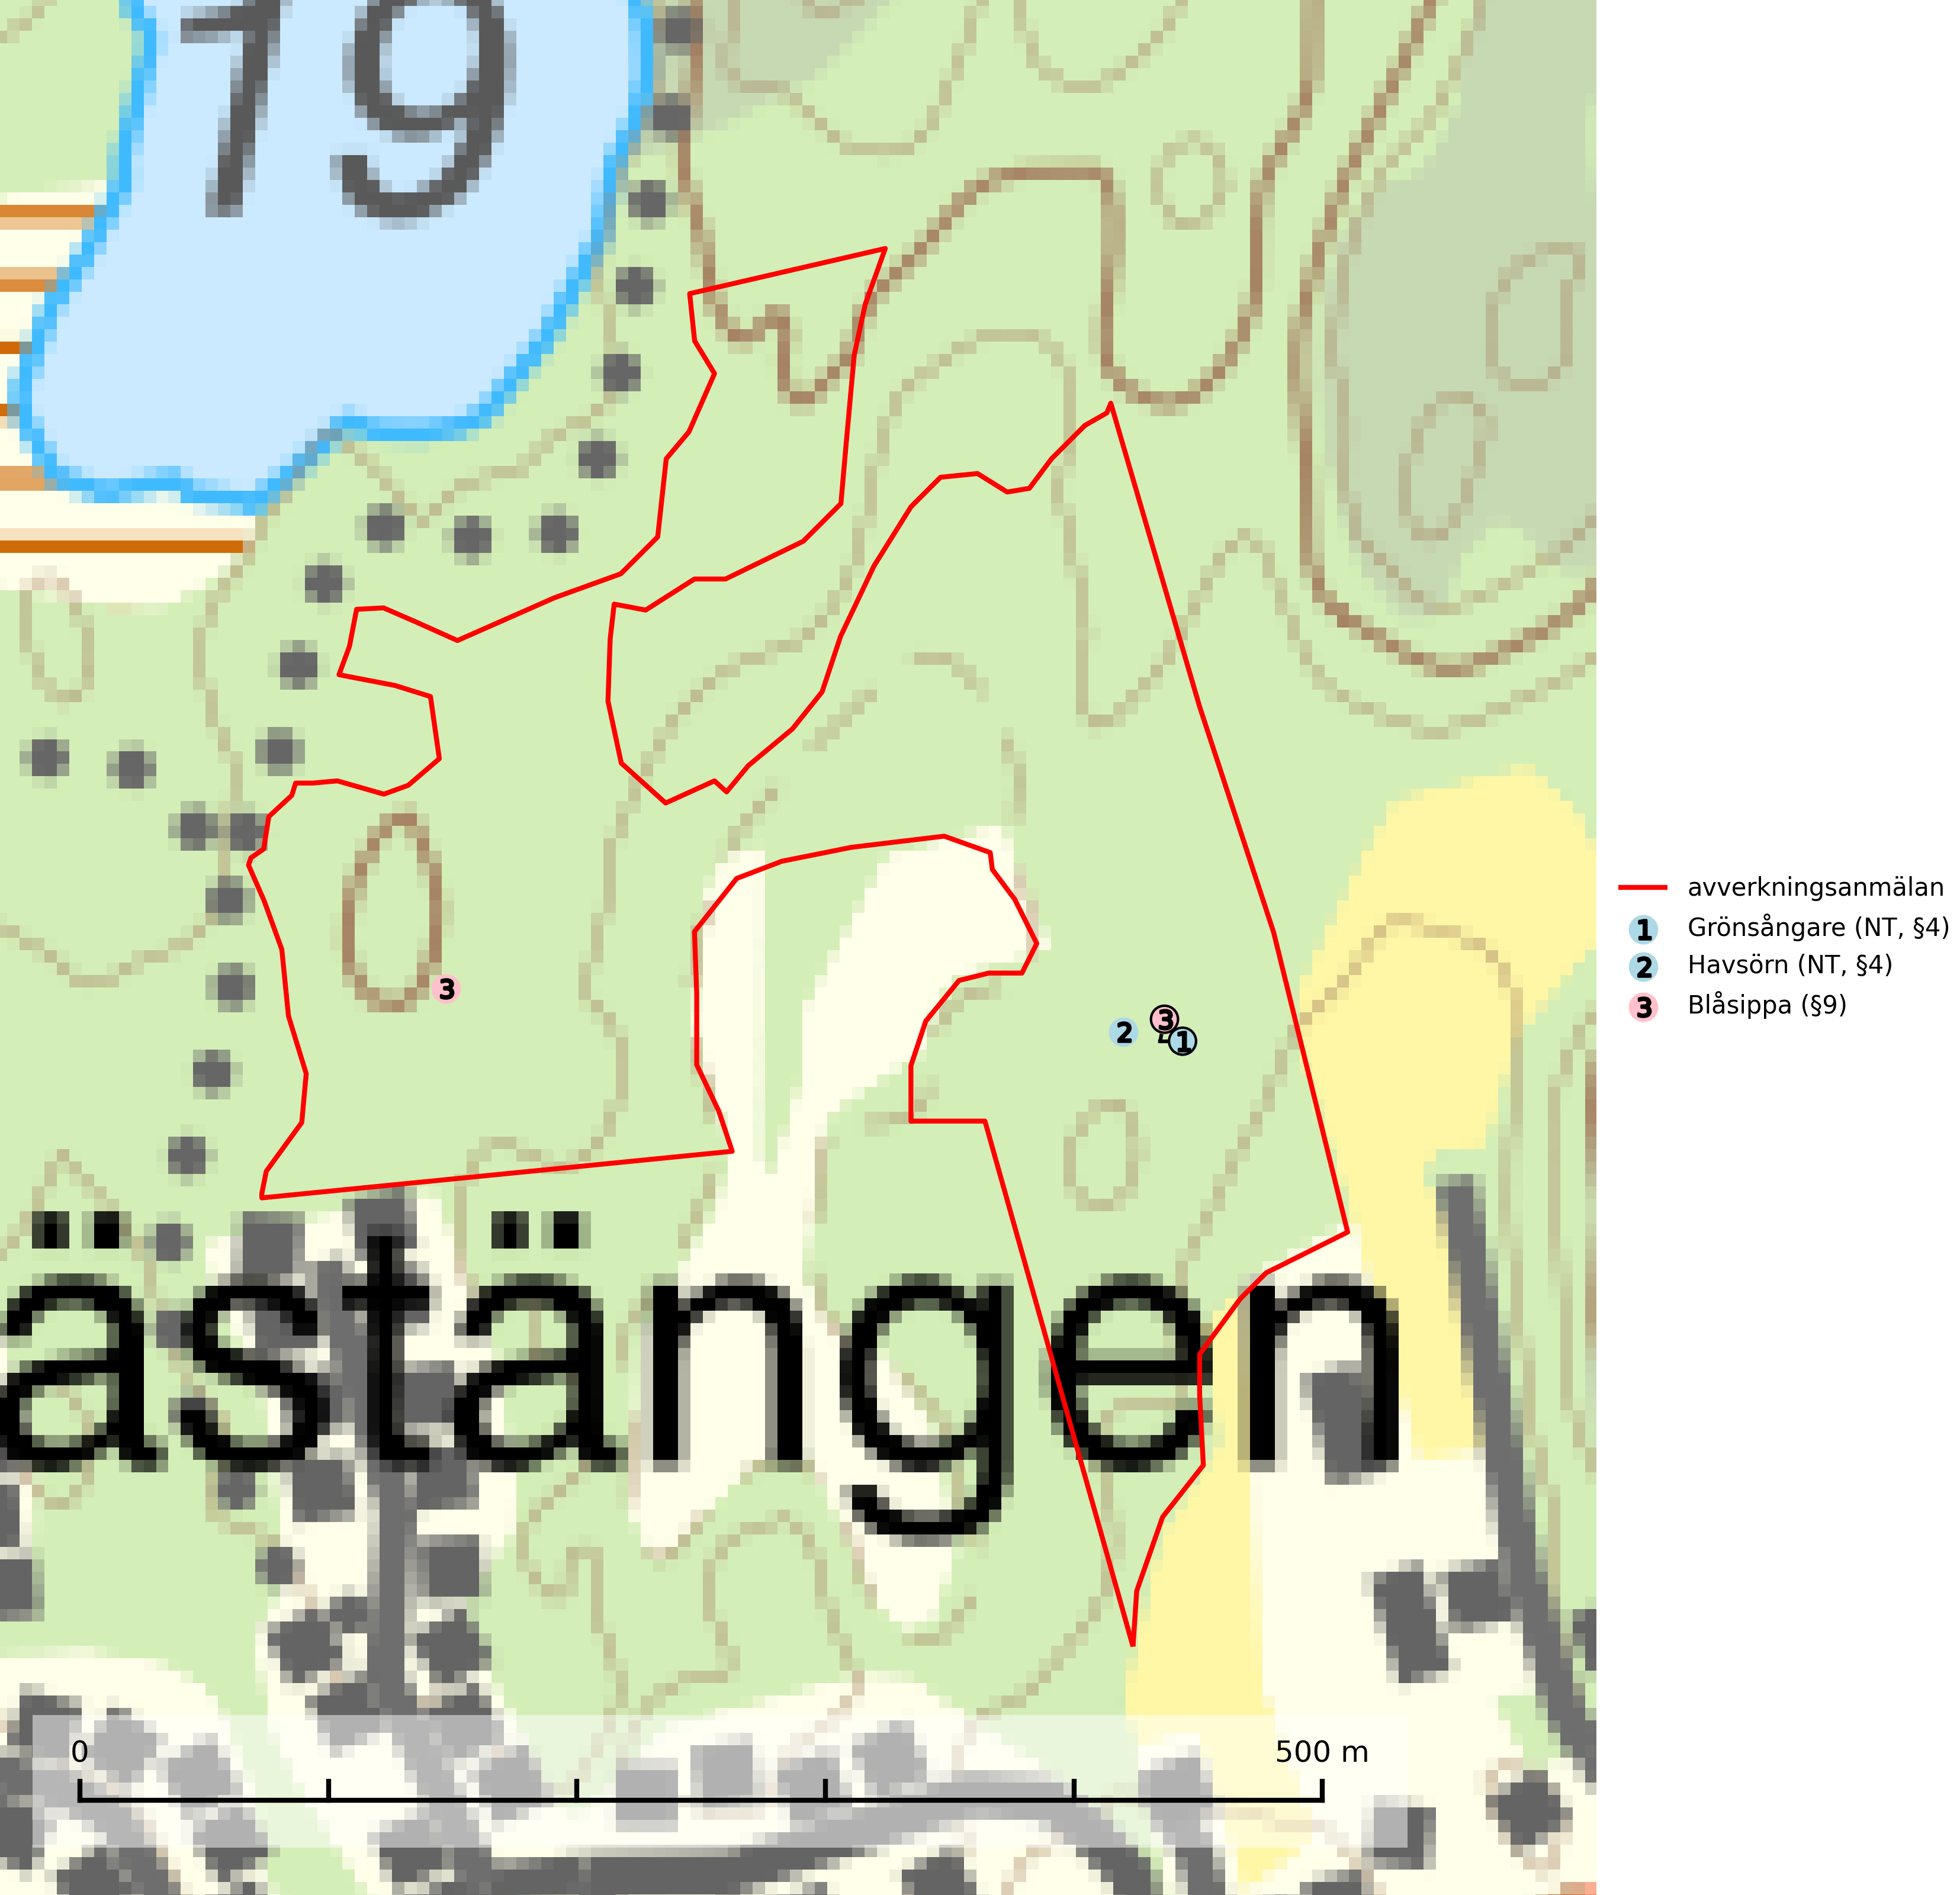 19
avverkningsanmälan
1 Grönsångare (NT, §4)
2 Havsörn (NT, §4)
3 Blåsippa (§9)
3
2
3
1
ästängen
0
500 m